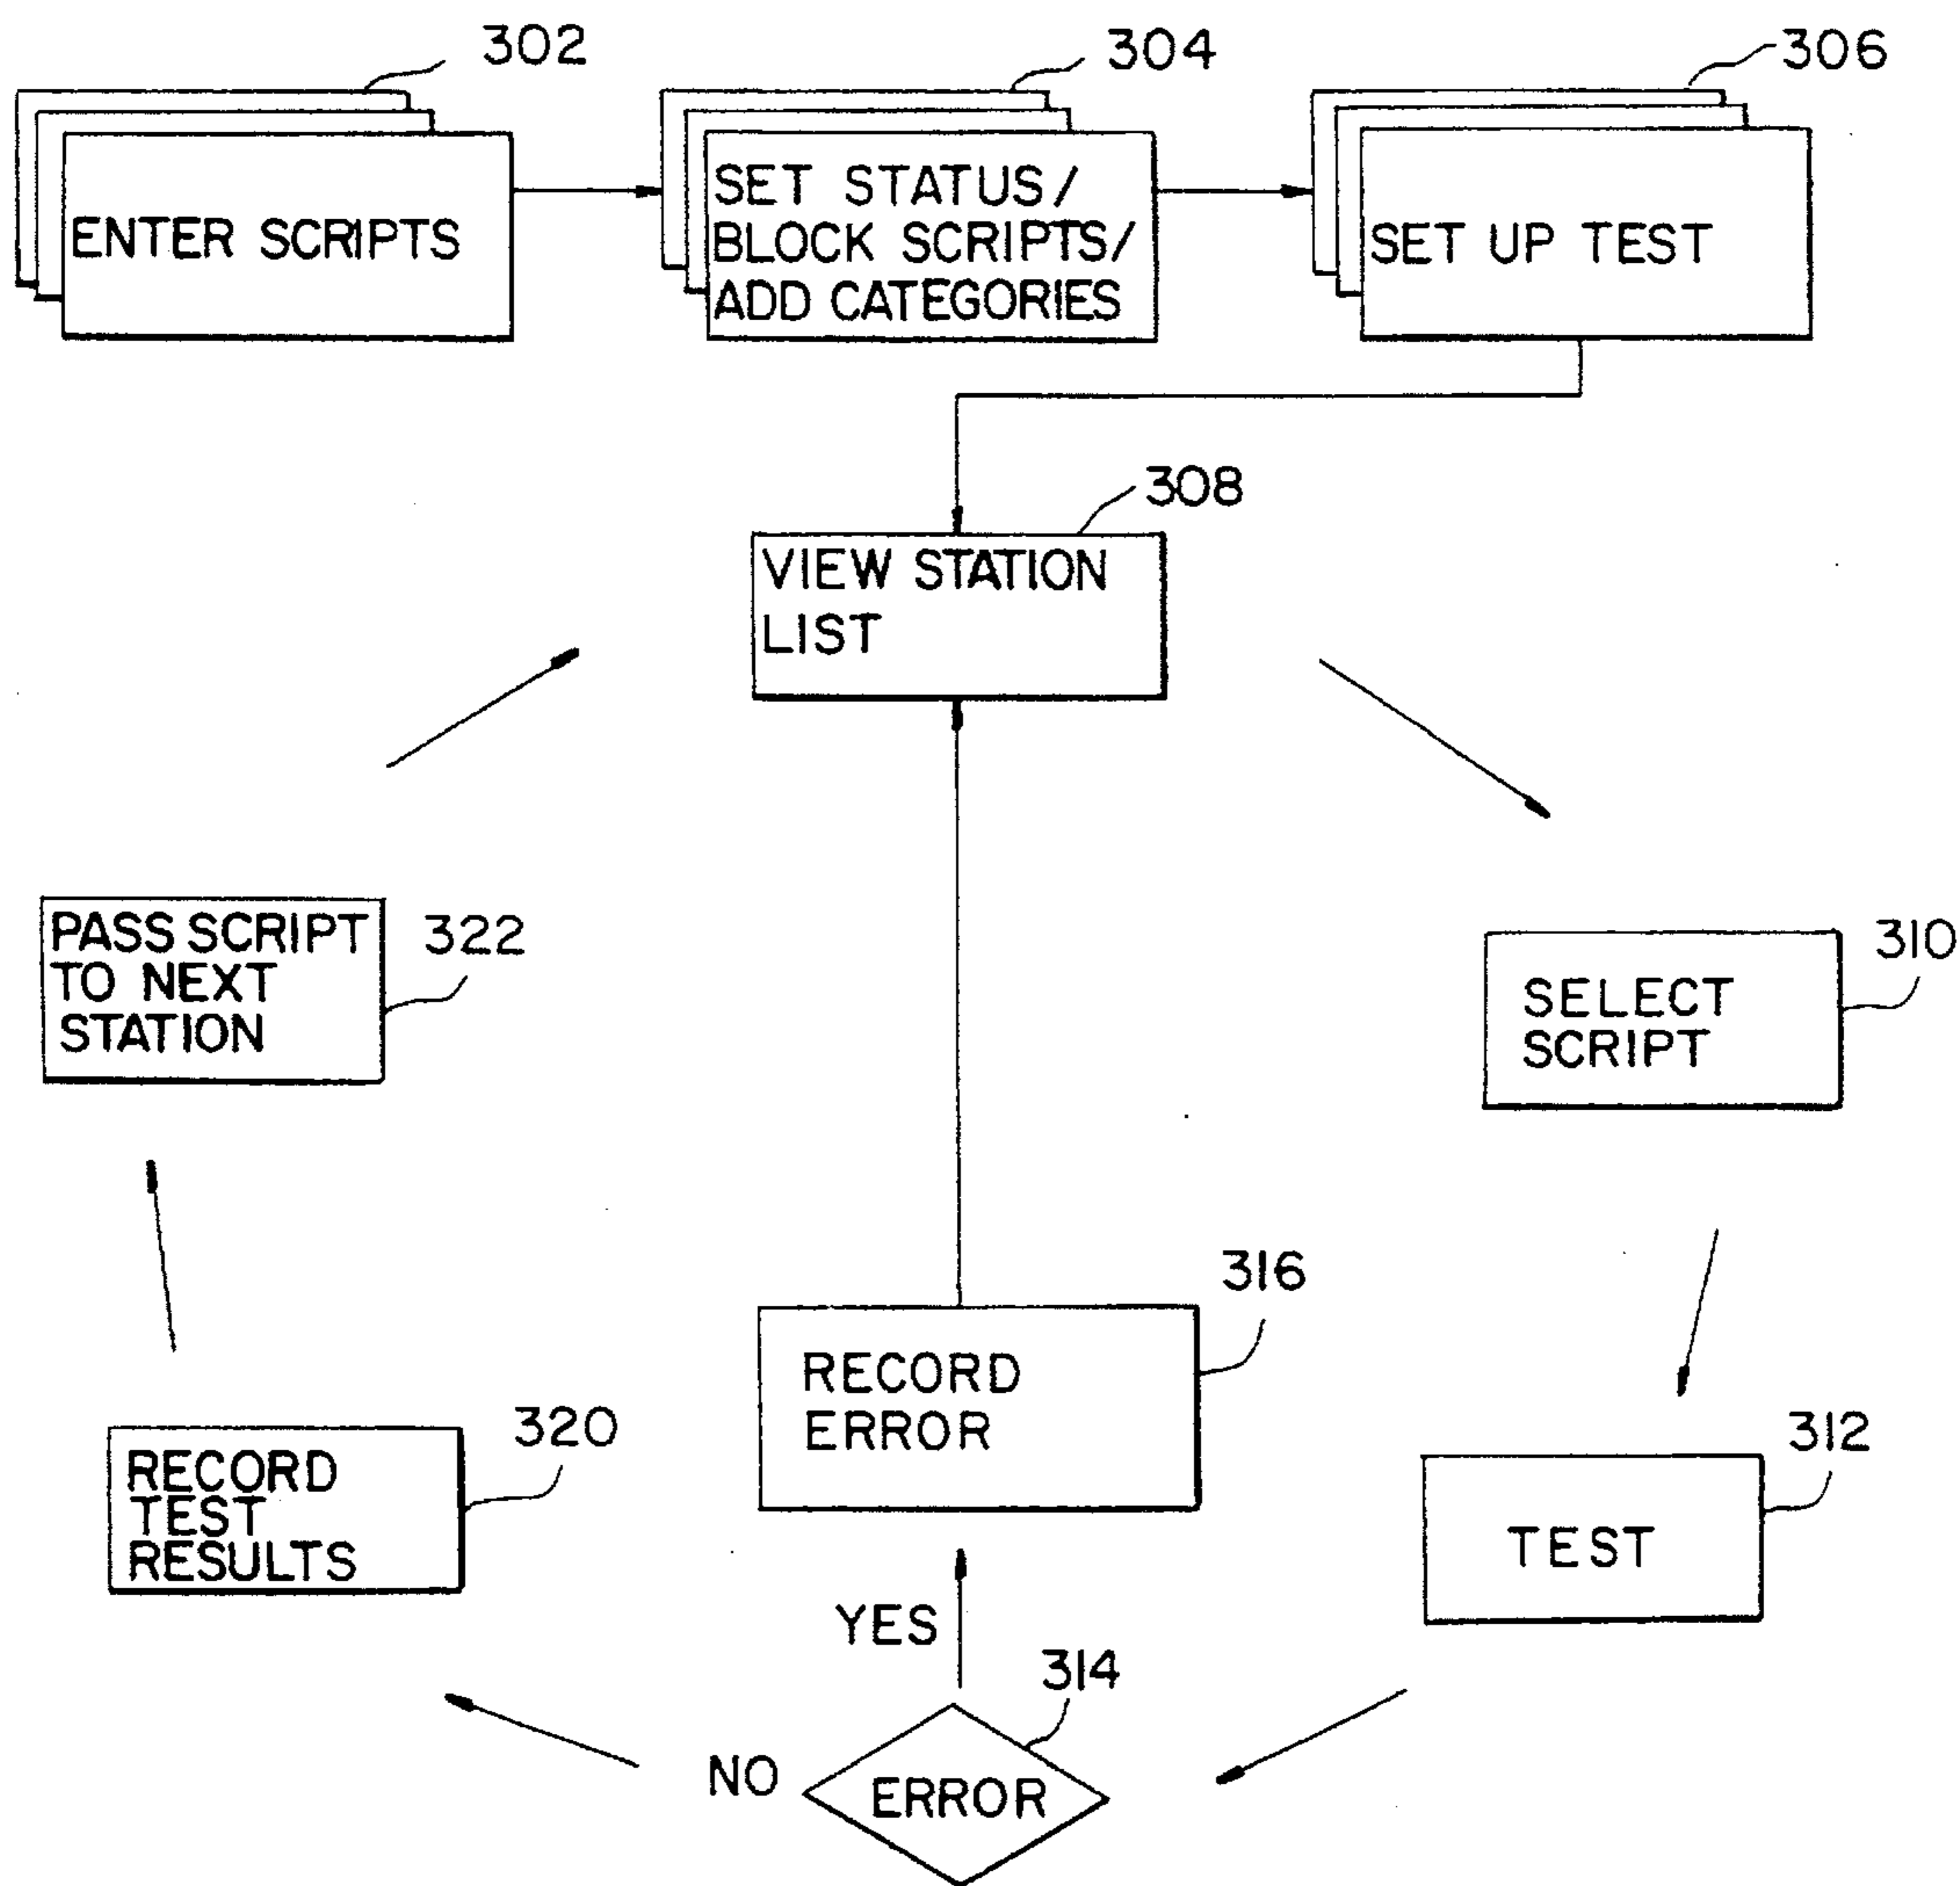 302
304
306
ENTER SCRIPTS
SET STATUS/
BLOCK SCRIPTS/
ADD CATEGORIES
SET UP TEST
308
VIEW STATION
LIST
322
PASS SCRIPT
TO NEXT
STATION
310
SELECT
SCRIPT
316
RECORD
ERROR
320
RECORD
TEST
RESULTS
312
TEST
YES
314
NO
ERROR